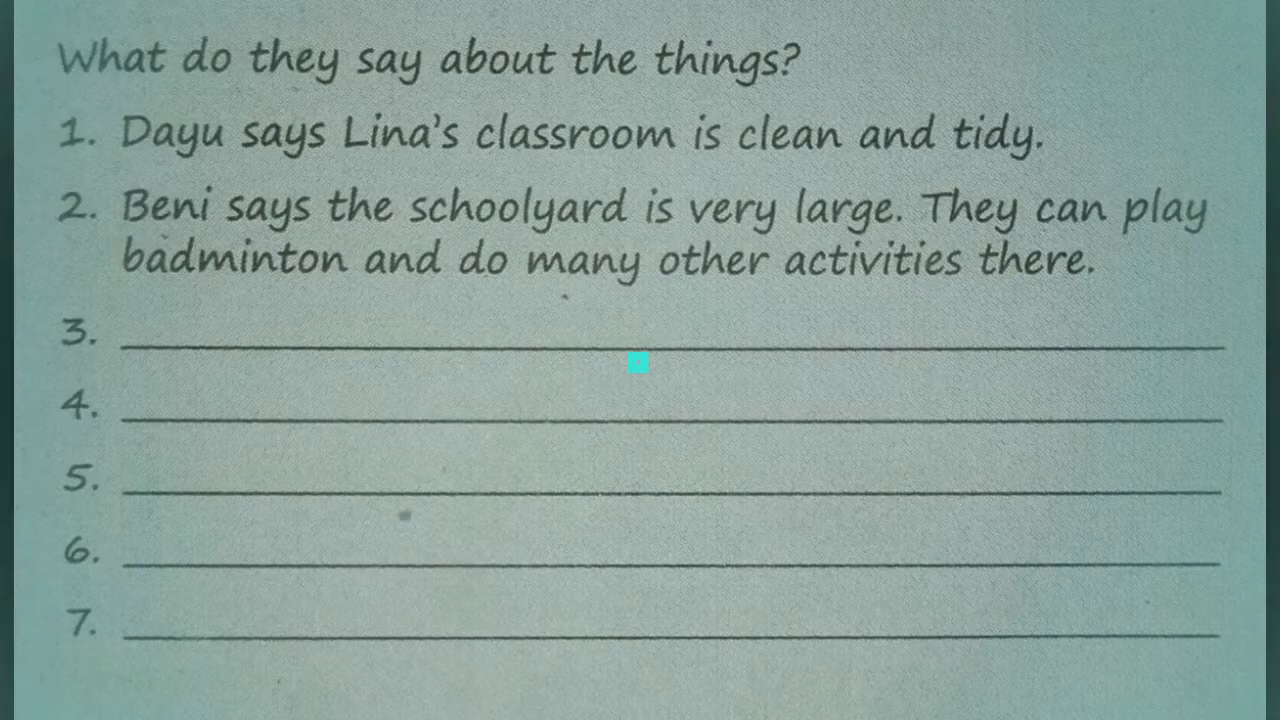 What do they say about the things?
1. Dayu says Lina's classroom is clean and tidy.
2. Beni says the schoolyard is very large. They can play
badminton and do many other activities there.
3.
4.
5.
6.
7.